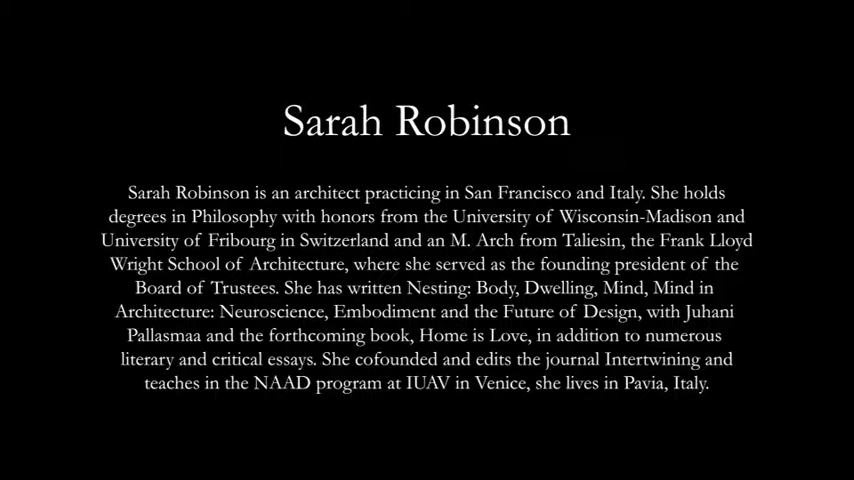 Sarah Robinson
Sarah Robinson is an architect practicing in San Francisco and Italy. She holds
degrees in Philosophy with honors from the University of Wisconsin-Madison and
University of Fribourg in Switzerland and an M. Arch from Taliesin, the Frank Lloyd
Wright School of Architecture, where she served as the founding president of the
Board of Trustees. She has written Nesting: Body, Dwelling, Mind, Mind in
Architecture: Neuroscience, Embodiment and the Future of Design, with Juhani
Pallasmaa and the forthcoming book, Home is Love, in addition to numerous
literary and critical essays. She cofounded and edits the journal Intertwining and
teaches in the NAAD program at IUAV in Venice, she lives in Pavia, Italy.